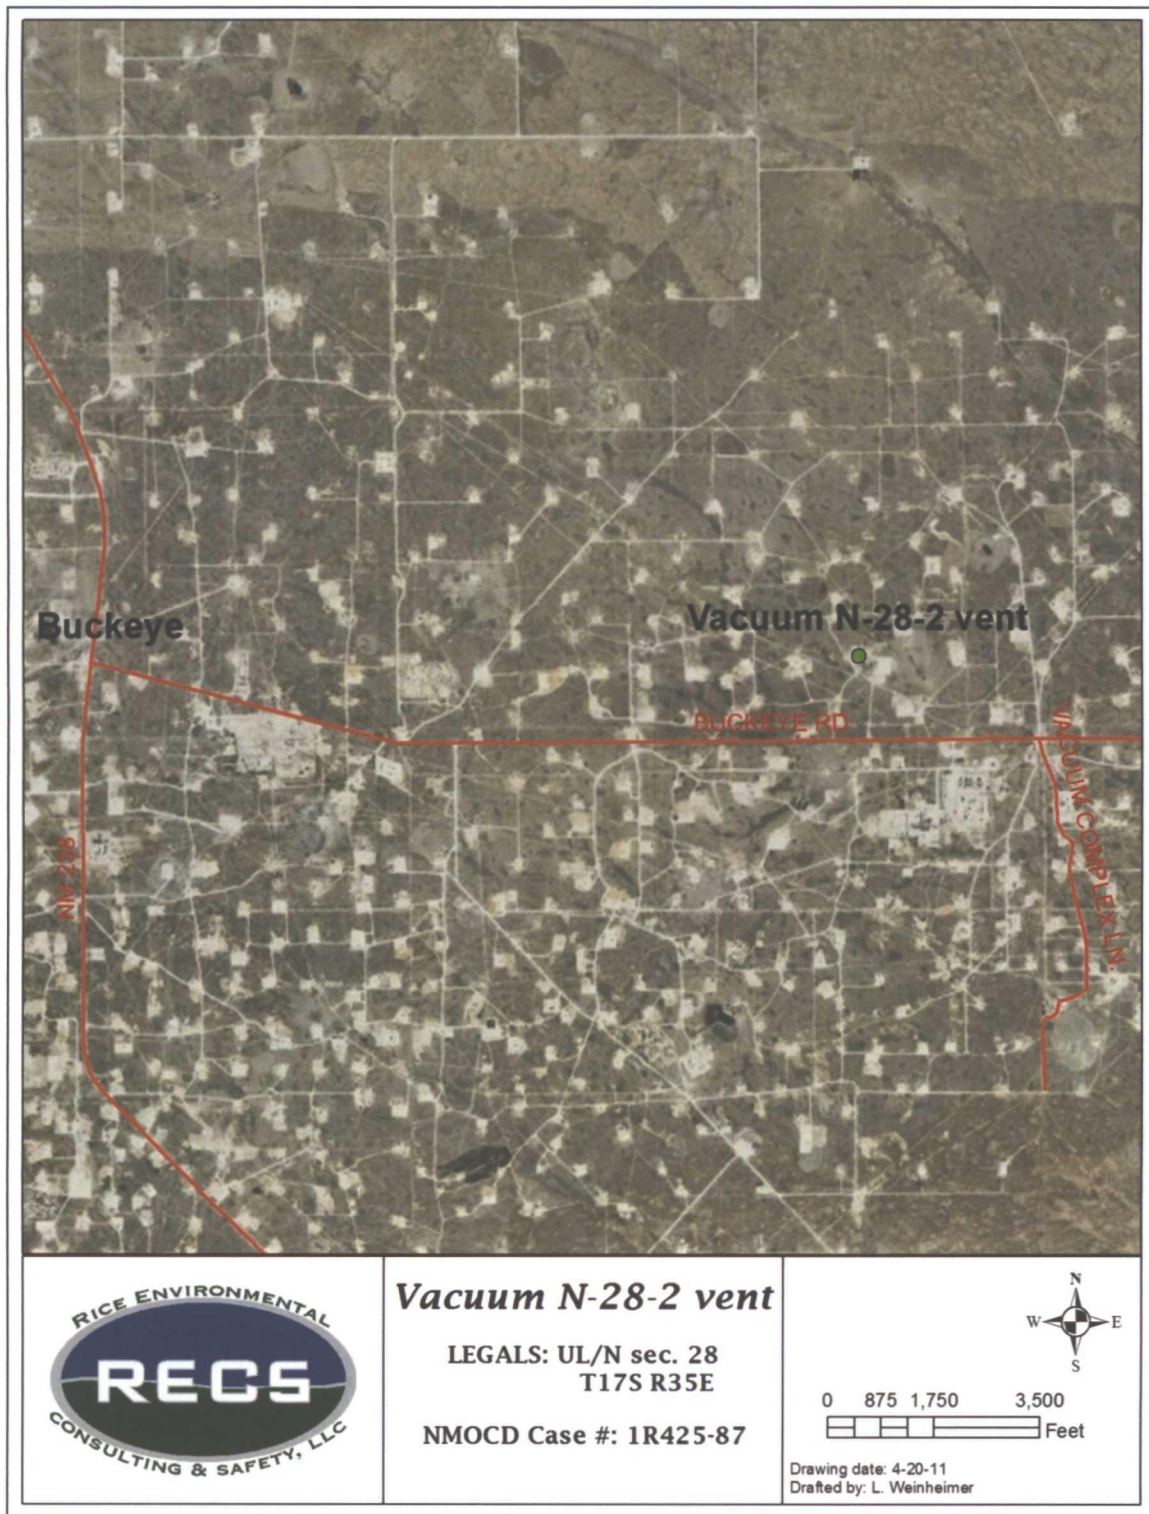 Buckeye
Vacuum N-28-2 vent
BUCKEYE RD
VACUUM COMPLEX LN.
NM 238
RICE ENVIRONMENTAL
RECS
CONSULTING & SAFETY, LLC
Vacuum N-28-2 vent
LEGALS: UL/N sec. 28
T17S R35E
NMOCD Case #: 1R425-87
N
W E
S
0 875 1,750 3,500
Feet
Drawing date: 4-20-11
Drafted by: L. Weinheimer